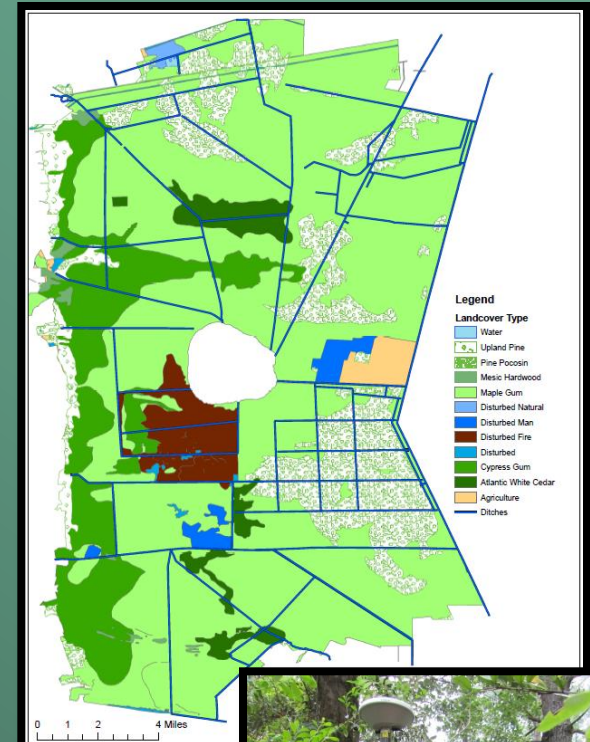 Legend
Landcover Type
Water
Upland Pine
Pine Pocosin
Mesic Hardwood
Maple Gum
Disturbed Natural
Disturbed Man
Disturbed Fire
Disturbed
Cypress Gum
Atlantic White Cedar
Agriculture
Ditches
0 1 2 4 Miles